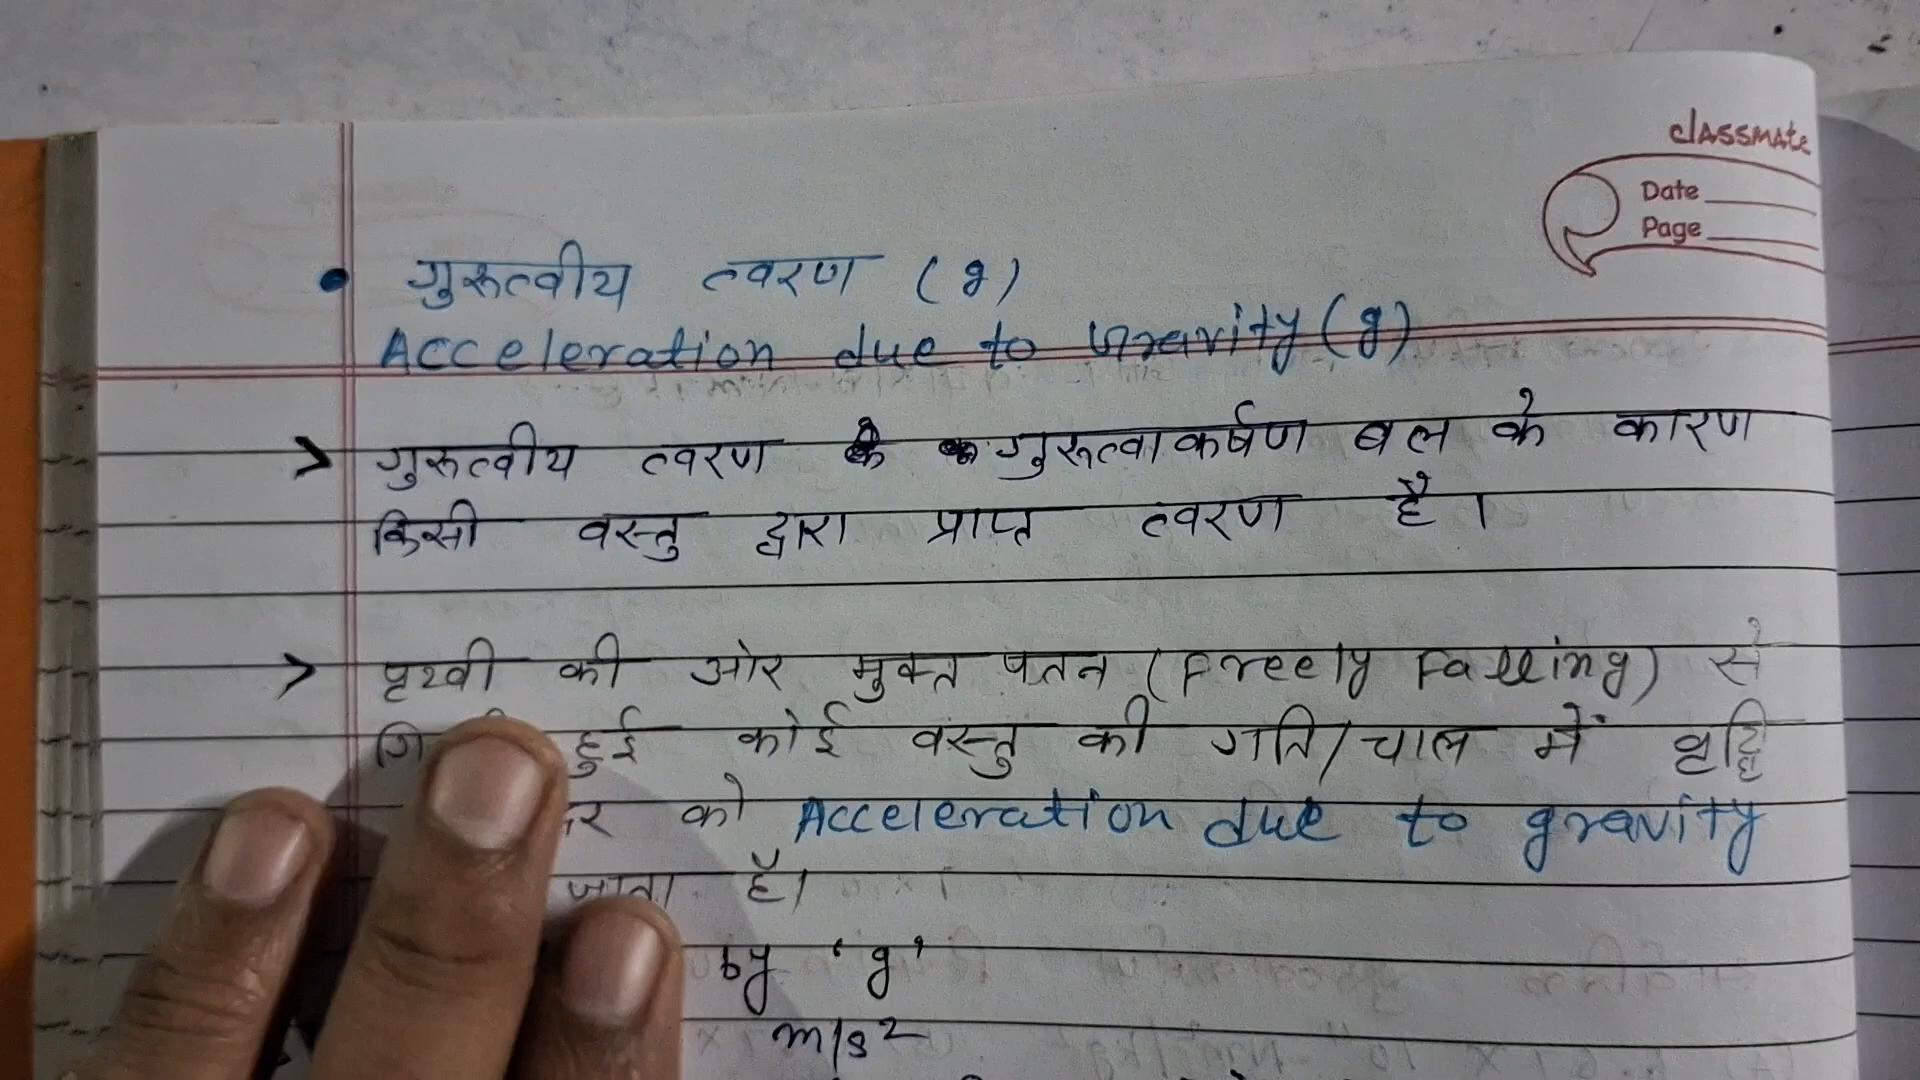 classmate
Date
Page
• गुरुत्वीय त्वरण (g)
Acceleration due to Gravity (g)
> गुरुत्वीय त्वरण गुरुत्वाकर्षण बल के कारण
किसी वस्तु द्वारा प्राप्त त्वरण है।
> पृथ्वी की ओर मुक्त पतन (Freely Falling) से
हुई कोई वस्तु की गति/चाल में वृद्धि
को Acceleration due to gravity
जाता है।
by 'g'
m/s²